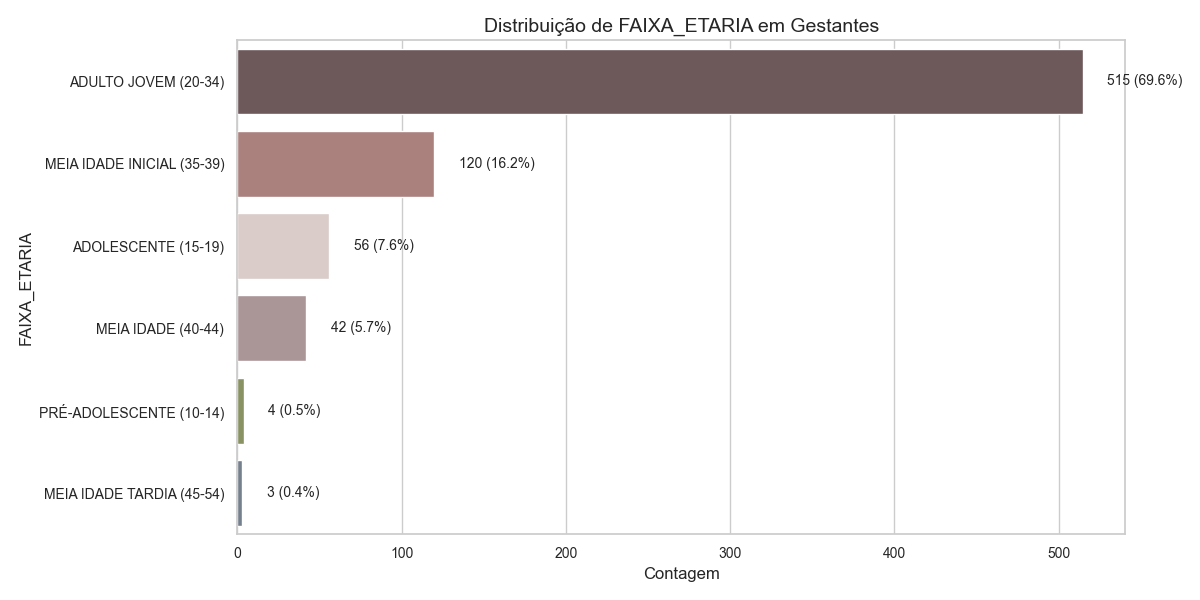 Distribuição de FAIXA_ETARIA em Gestantes
ADULTO JOVEM (20-34)
515 (69.6%)
MEIA IDADE INICIAL (35-39)
120 (16.2%)
ADOLESCENTE (15-19)
56 (7.6%)
MEIA IDADE (40-44)
42 (5.7%)
PRÉ-ADOLESCENTE (10-14)
4 (0.5%)
MEIA IDADE TARDIA (45-54)
3 (0.4%)
FAIXA_ETARIA
0 100 200 300 400 500
Contagem